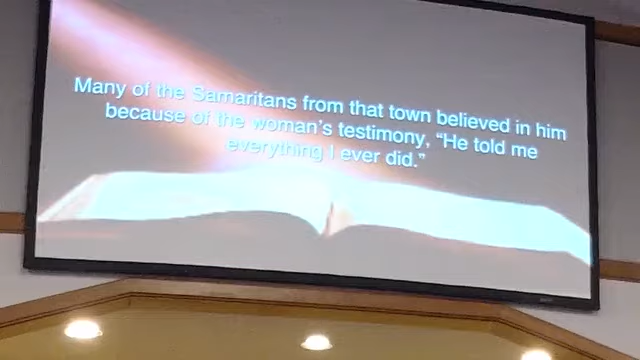 Many of the Samaritans from that town believed in him
because of the woman's testimony, “He told me
everything I ever did.”